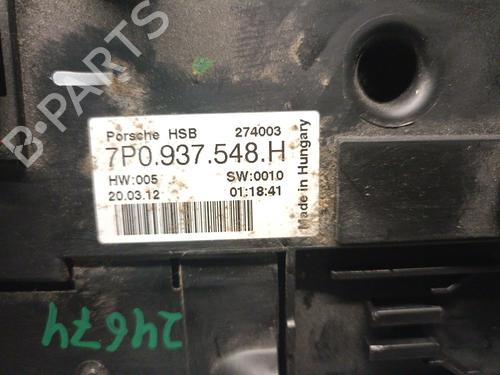 B-PARTS
Porsche HSB 274003
7P0.937.548.H
HW:005 SW:0010
20.03.12 01:18:41
Made in Hungary
24674